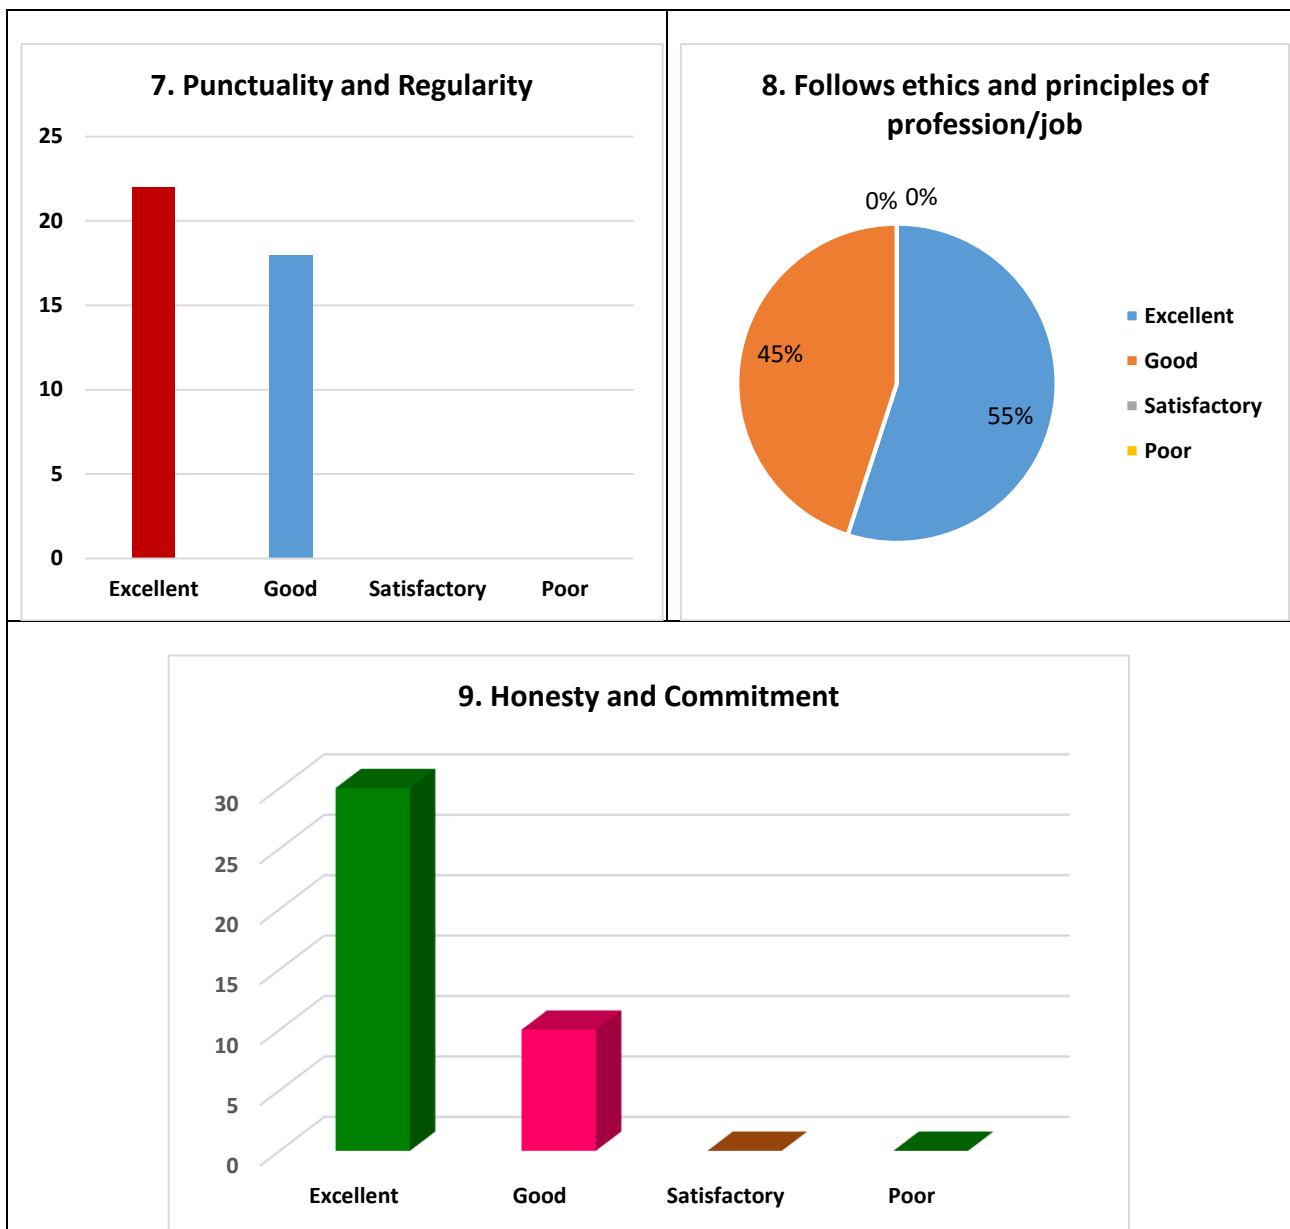 7. Punctuality and Regularity
25
20
15
10
5
0
Excellent Good Satisfactory Poor
8. Follows ethics and principles of
profession/job
0% 0%
45%
55%
Excellent
Good
Satisfactory
Poor
9. Honesty and Commitment
30
25
20
15
10
5
0
Excellent Good Satisfactory Poor